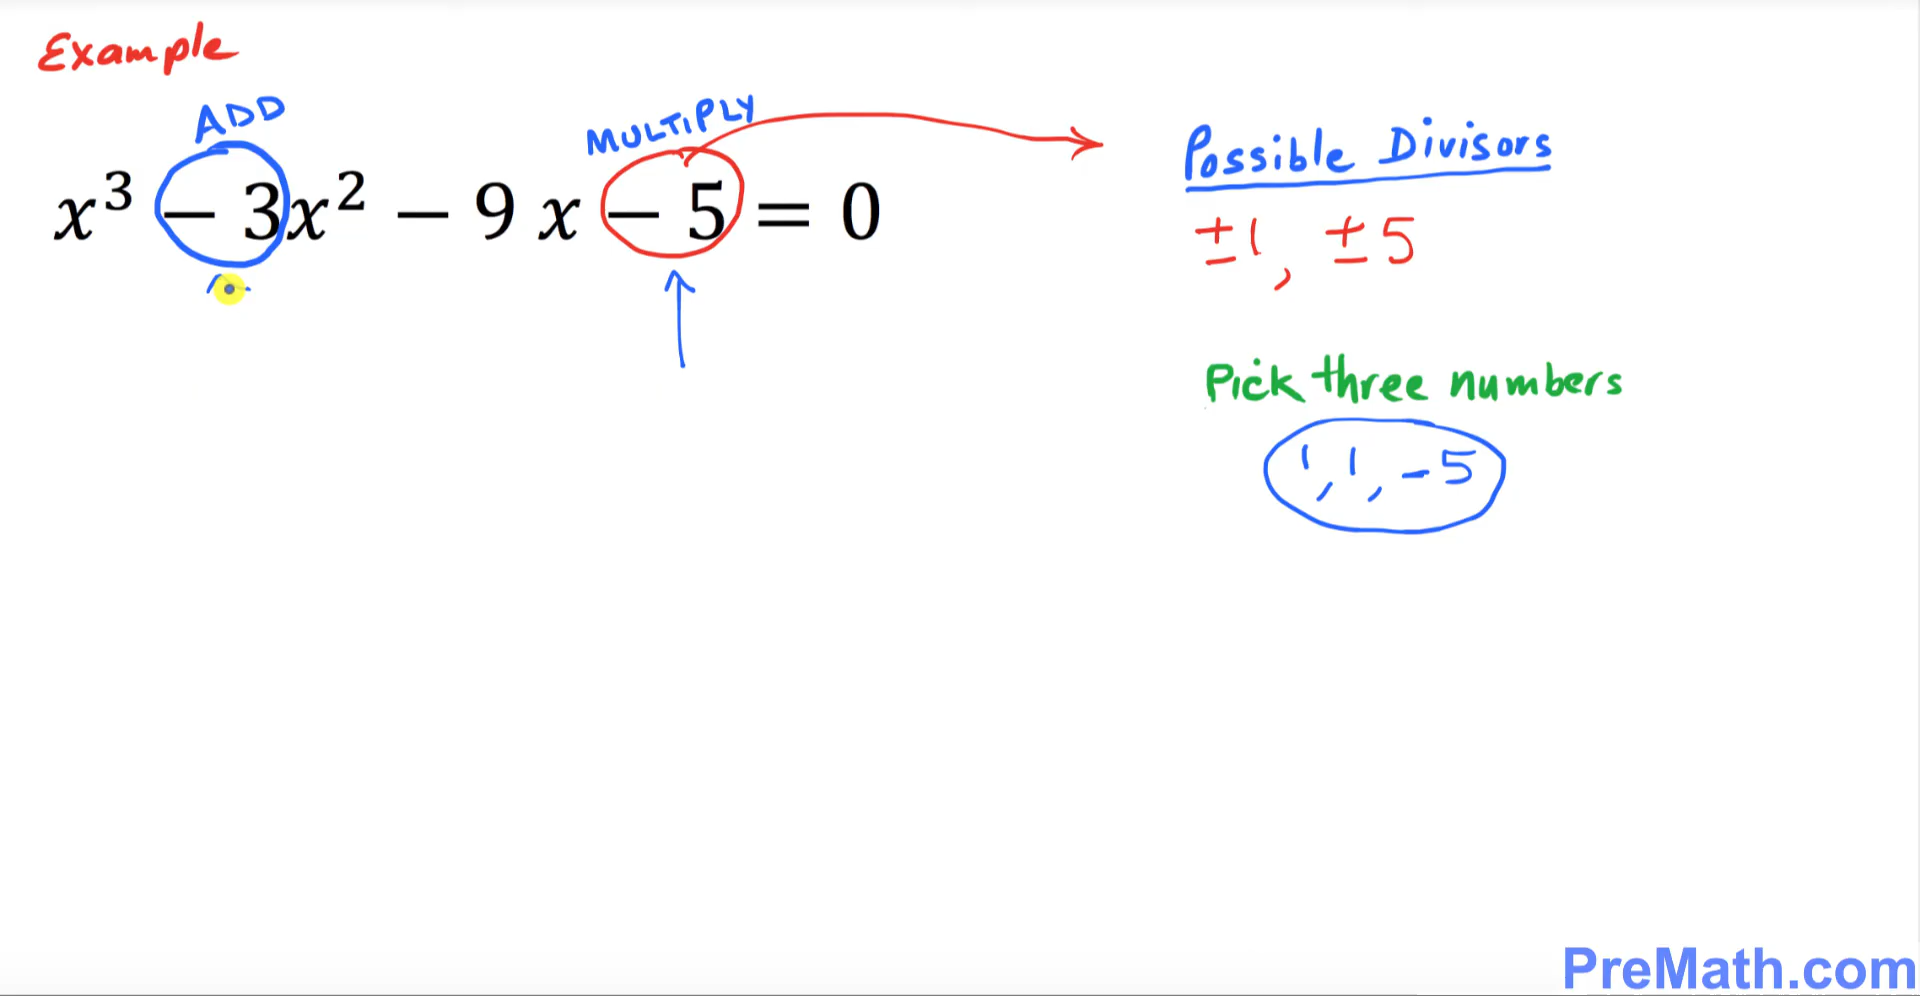 Example
ADD
MULTIPLY
x³ − 3x² − 9 x − 5 = 0
Possible Divisors
±1, ±5
Pick three numbers
1, 1, −5
PreMath.com